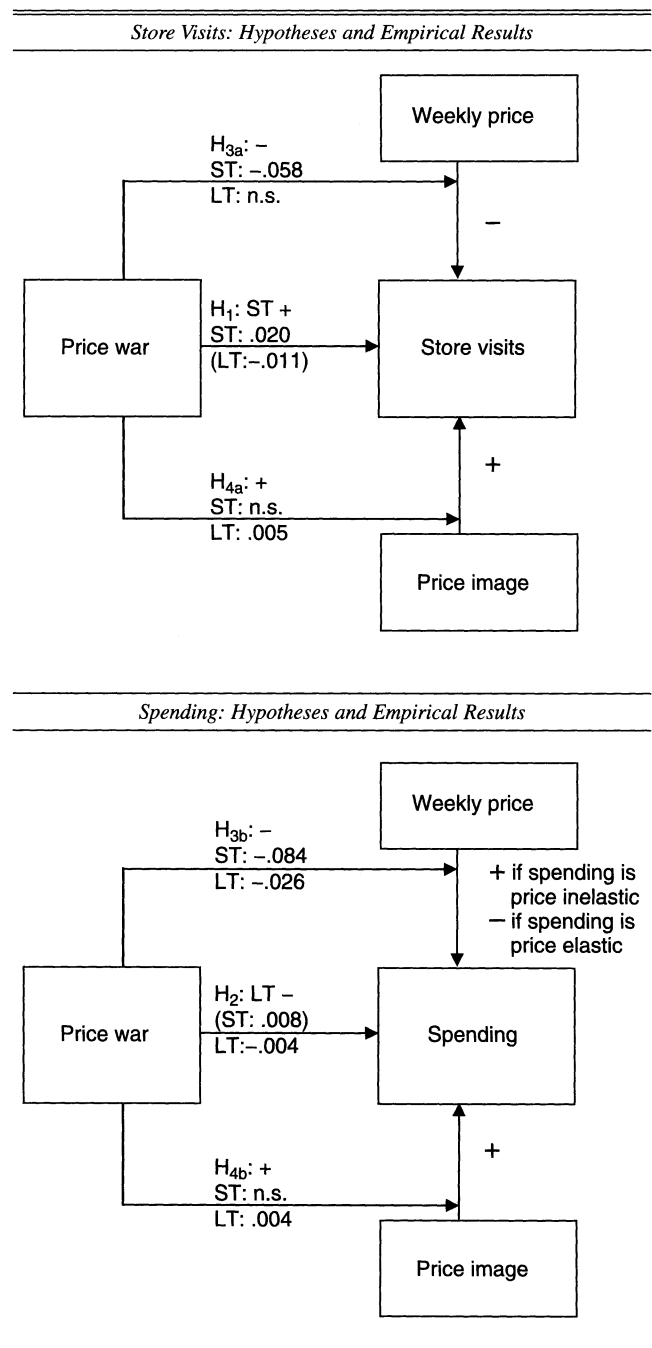 Store Visits: Hypotheses and Empirical Results
Weekly price
H3a: –
ST: –.058
LT: n.s.
–
H1: ST +
Price war
ST: .020
Store visits
(LT:–.011)
+
H4a: +
ST: n.s.
LT: .005
Price image
Spending: Hypotheses and Empirical Results
Weekly price
H3b: –
ST: –.084
LT: –.026
+ if spending is
price inelastic
– if spending is
price elastic
H2: LT –
(ST: .008)
Price war
Spending
LT:–.004
+
H4b: +
ST: n.s.
LT: .004
Price image